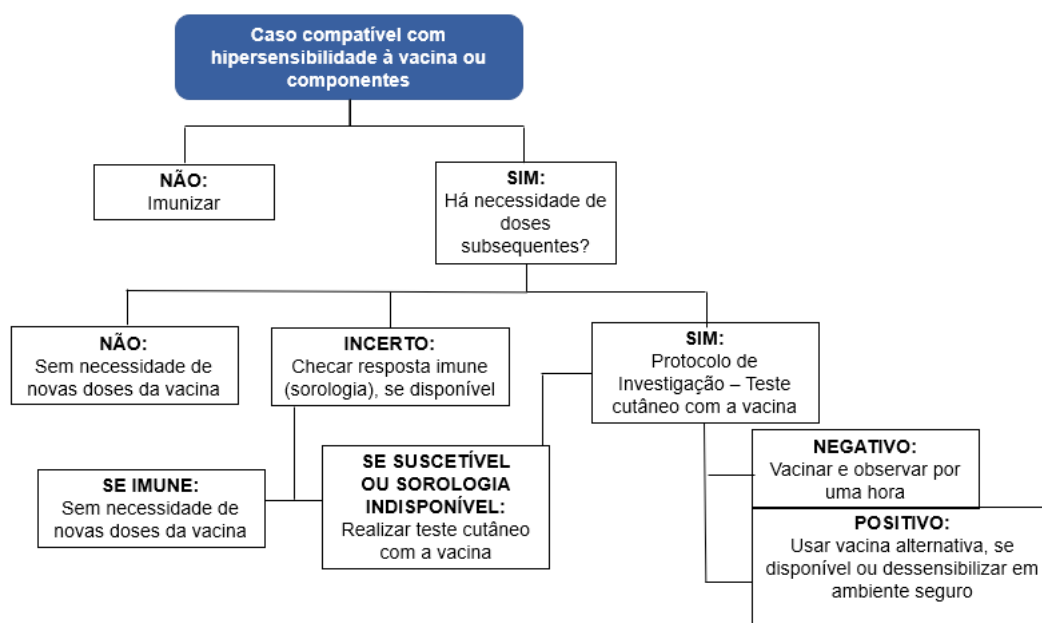 Caso compatível com
hipersensibilidade à vacina ou
componentes
NÃO:
Imunizar
SIM:
Há necessidade de
doses
subsequentes?
NÃO:
Sem necessidade de
novas doses da vacina
INCERTO:
Checar resposta imune
(sorologia), se disponível
SIM:
Protocolo de
Investigação – Teste
cutâneo com a vacina
SE IMUNE:
Sem necessidade de
novas doses da vacina
SE SUSCETÍVEL
OU SOROLOGIA
INDISPONÍVEL:
Realizar teste cutâneo
com a vacina
NEGATIVO:
Vacinar e observar por
uma hora
POSITIVO:
Usar vacina alternativa, se
disponível ou dessensibilizar em
ambiente seguro